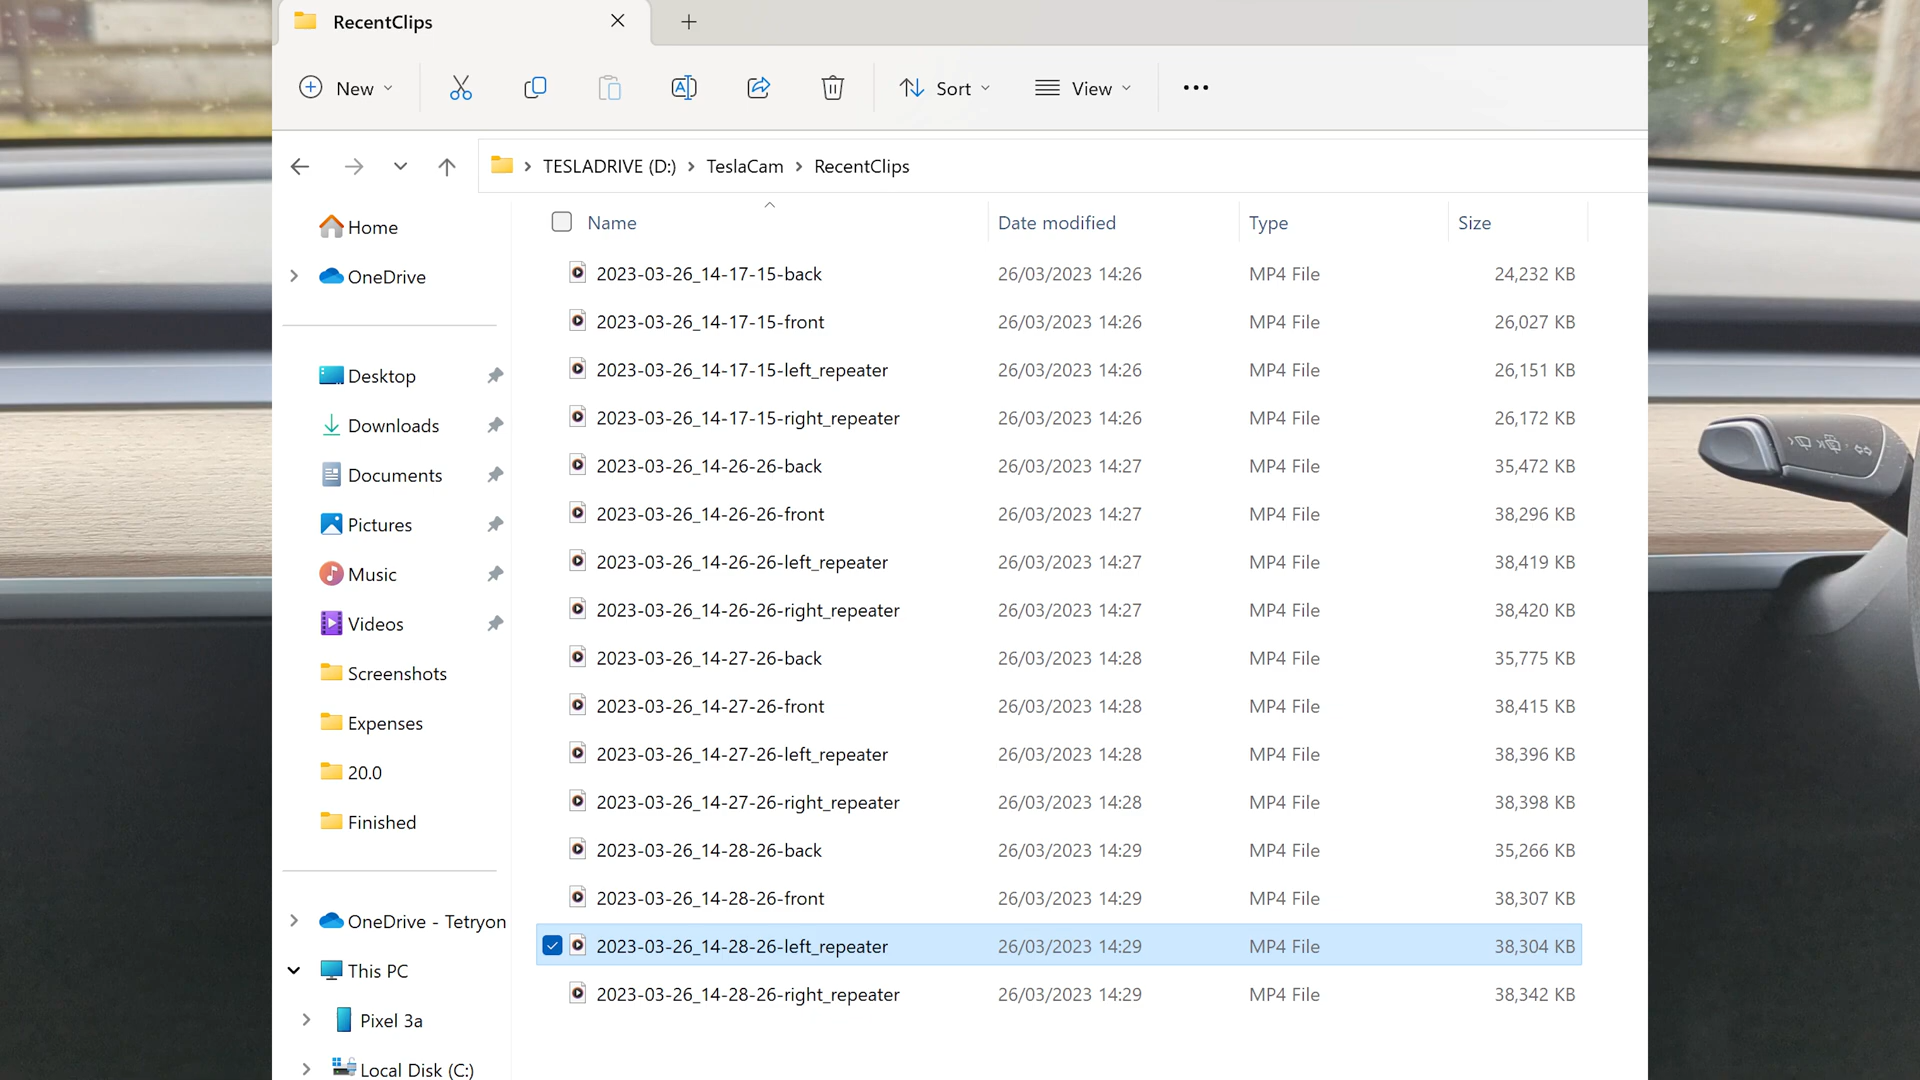 RecentClips
New
Sort
View
TESLADRIVE (D:) > TeslaCam > RecentClips
Home
OneDrive
Desktop
Downloads
Documents
Pictures
Music
Videos
Screenshots
Expenses
20.0
Finished
OneDrive - Tetryon
This PC
Pixel 3a
Local Disk (C:)
Name Date modified Type Size
2023-03-26_14-17-15-back 26/03/2023 14:26 MP4 File 24,232 KB
2023-03-26_14-17-15-front 26/03/2023 14:26 MP4 File 26,027 KB
2023-03-26_14-17-15-left_repeater 26/03/2023 14:26 MP4 File 26,151 KB
2023-03-26_14-17-15-right_repeater 26/03/2023 14:26 MP4 File 26,172 KB
2023-03-26_14-26-26-back 26/03/2023 14:27 MP4 File 35,472 KB
2023-03-26_14-26-26-front 26/03/2023 14:27 MP4 File 38,296 KB
2023-03-26_14-26-26-left_repeater 26/03/2023 14:27 MP4 File 38,419 KB
2023-03-26_14-26-26-right_repeater 26/03/2023 14:27 MP4 File 38,420 KB
2023-03-26_14-27-26-back 26/03/2023 14:28 MP4 File 35,775 KB
2023-03-26_14-27-26-front 26/03/2023 14:28 MP4 File 38,415 KB
2023-03-26_14-27-26-left_repeater 26/03/2023 14:28 MP4 File 38,396 KB
2023-03-26_14-27-26-right_repeater 26/03/2023 14:28 MP4 File 38,398 KB
2023-03-26_14-28-26-back 26/03/2023 14:29 MP4 File 35,266 KB
2023-03-26_14-28-26-front 26/03/2023 14:29 MP4 File 38,307 KB
2023-03-26_14-28-26-left_repeater 26/03/2023 14:29 MP4 File 38,304 KB
2023-03-26_14-28-26-right_repeater 26/03/2023 14:29 MP4 File 38,342 KB